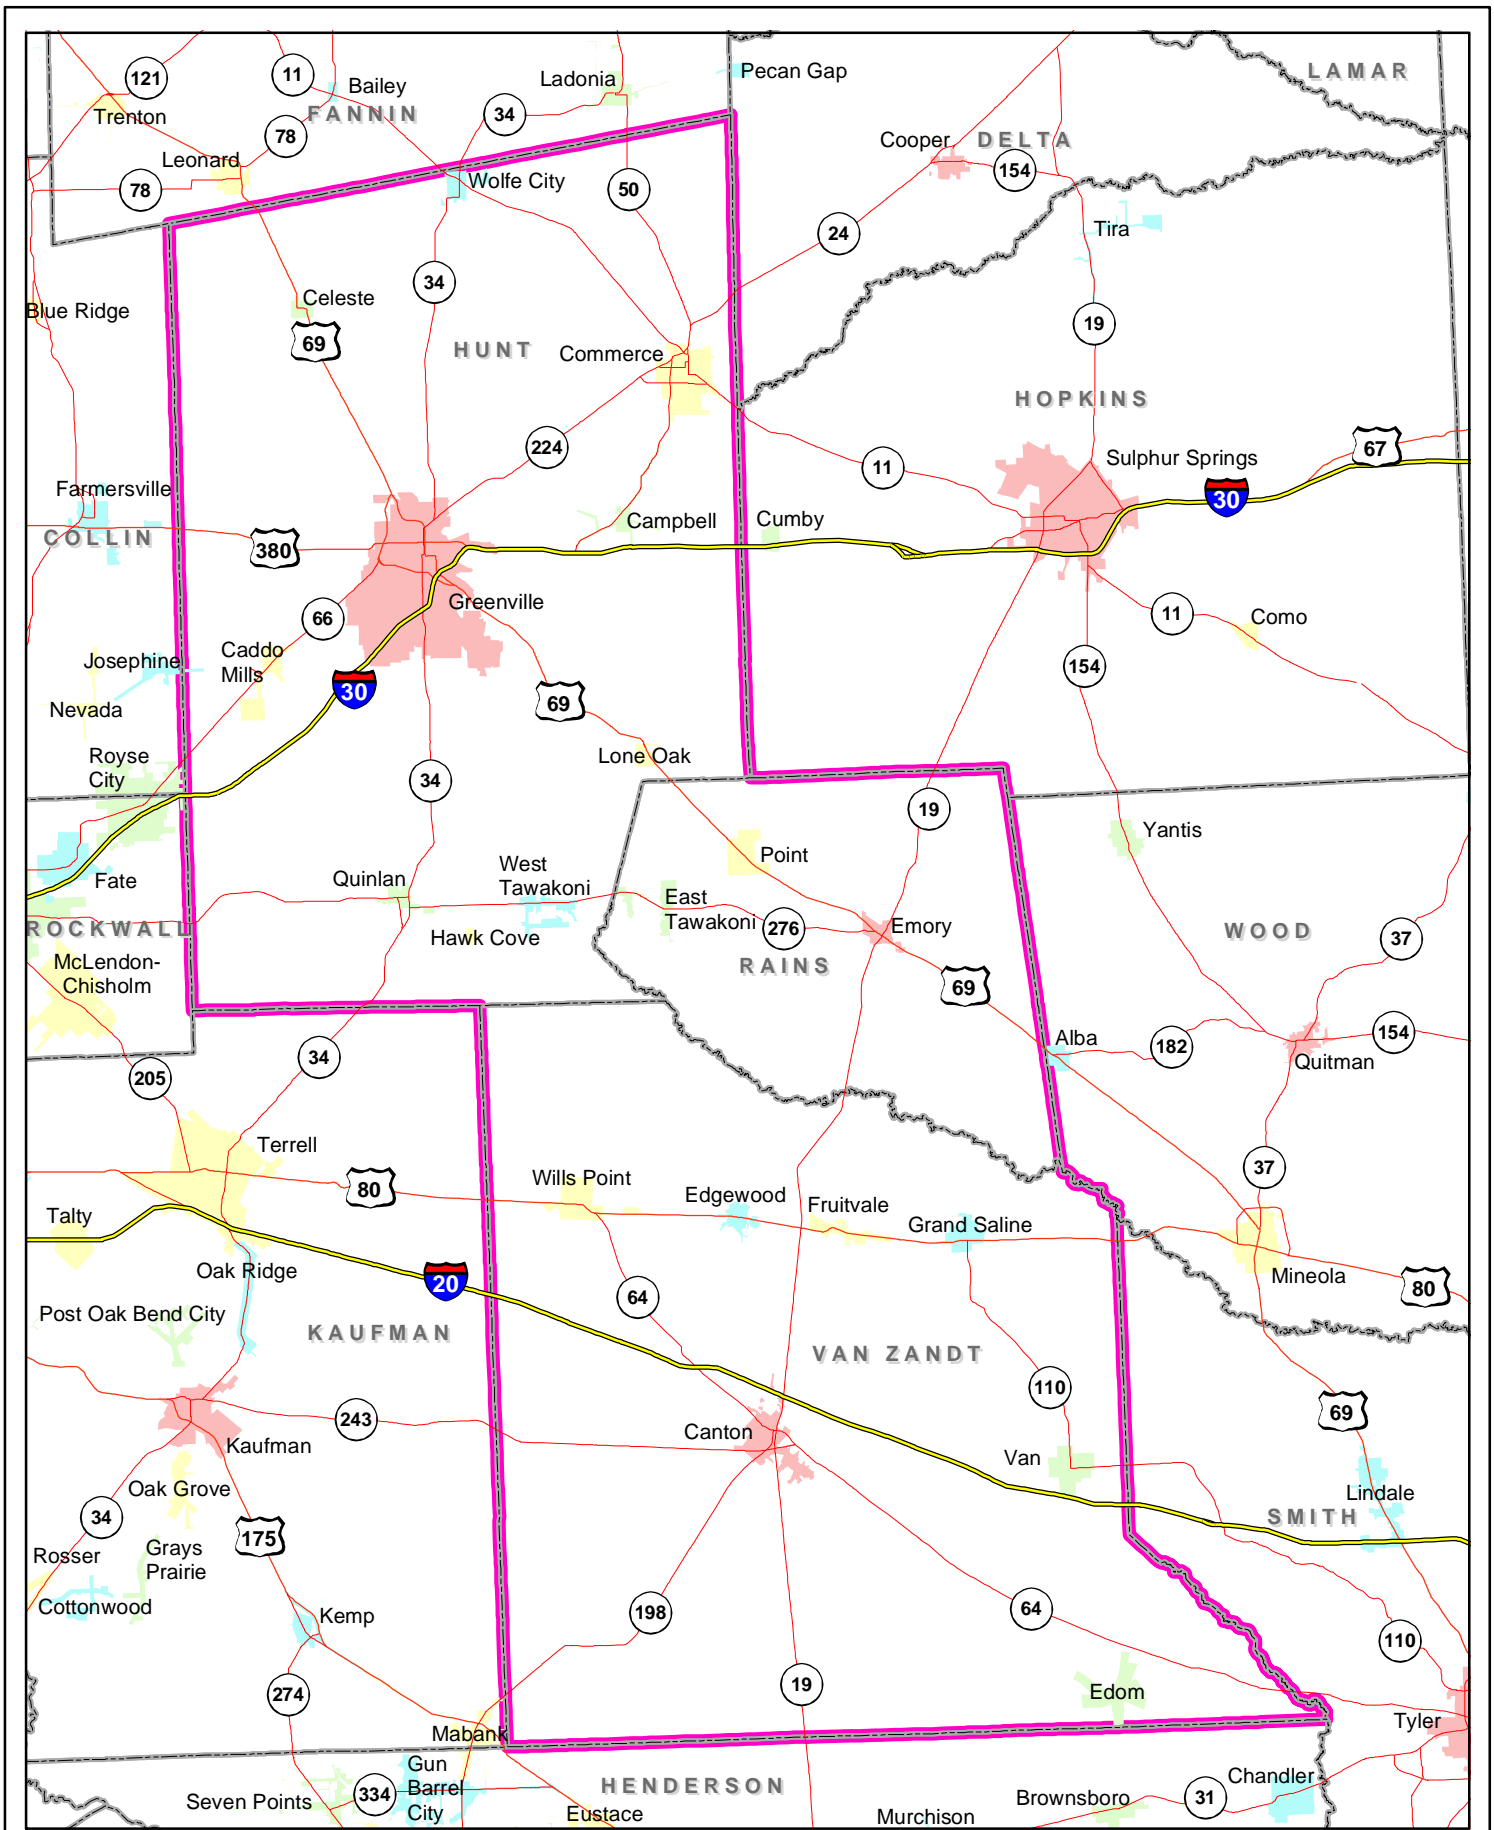 LAMAR
121
11
Bailey
Ladonia
Pecan Gap
Trenton
FANNIN
34
78
Cooper
DELTA
154
Leonard
78
Wolfe City
50
24
Tira
34
Blue Ridge
Celeste
69
HUNT
Commerce
19
HOPKINS
224
11
67
Sulphur Springs
30
Farmersville
COLLIN
380
Campbell
Cumby
66
Greenville
11
Como
Josephine
Caddo
Mills
30
154
Nevada
69
Royse
City
Lone Oak
34
19
Yantis
Point
Fate
Quinlan
West
Tawakoni
East
Tawakoni
276
Emory
ROCKWALL
Hawk Cove
WOOD
37
McLendon-
Chisholm
RAINS
69
Alba
182
154
Quitman
34
205
Terrell
80
Wills Point
Edgewood
Fruitvale
Grand Saline
37
Talty
Oak Ridge
20
64
Mineola
80
Post Oak Bend City
KAUFMAN
VAN ZANDT
110
69
243
Canton
Kaufman
Van
Oak Grove
Lindale
34
175
SMITH
Rosser
Grays
Prairie
Cottonwood
Kemp
198
64
110
274
19
Edom
Mabank
Tyler
Gun
Barrel
City
334
HENDERSON
Chandler
Seven Points
Eustace
Murchison
Brownsboro
31